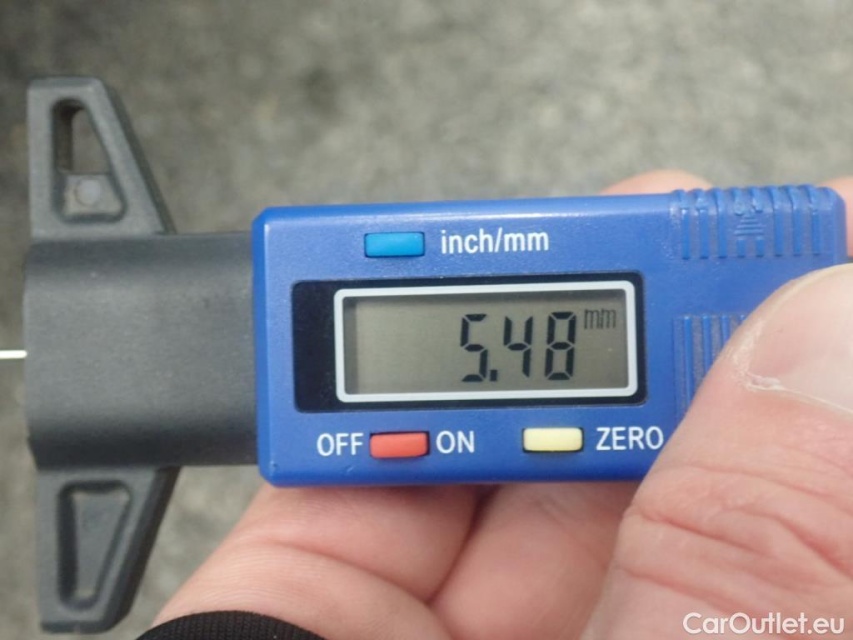 inch/mm
5.48 mm
OFF ON ZERO
CarOutlet.eu